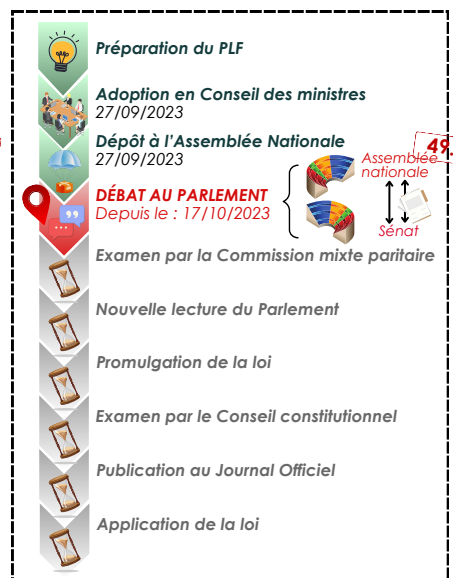 Préparation du PLF
Adoption en Conseil des ministres
27/09/2023
Dépôt à l'Assemblée Nationale
27/09/2023
49.
Assemblée
nationale
DÉBAT AU PARLEMENT
Depuis le : 17/10/2023
Sénat
Examen par la Commission mixte paritaire
Nouvelle lecture du Parlement
Promulgation de la loi
Examen par le Conseil constitutionnel
Publication au Journal Officiel
Application de la loi